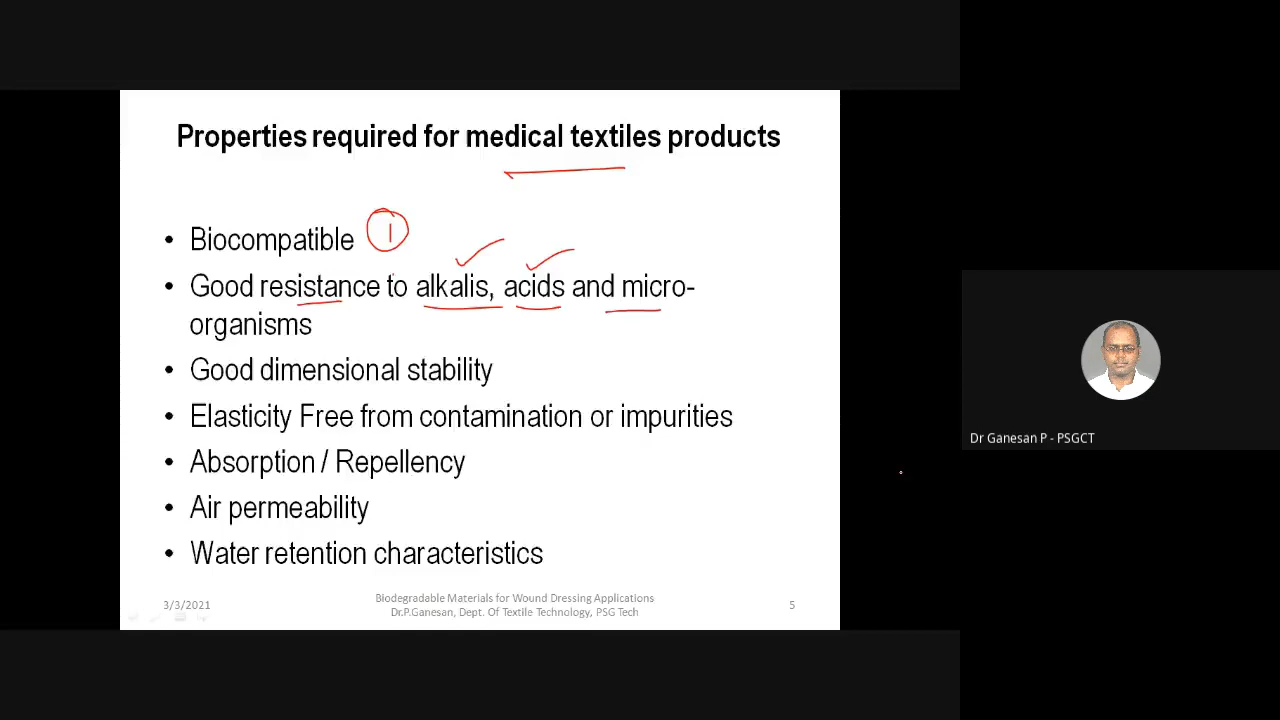 Properties required for medical textiles products
• Biocompatible 1
• Good resistance to alkalis, acids and micro-
organisms
• Good dimensional stability
• Elasticity Free from contamination or impurities
• Absorption / Repellency
• Air permeability
• Water retention characteristics
3/3/2021
Biodegradable Materials for Wound Dressing Applications
Dr.P.Ganesan, Dept. Of Textile Technology, PSG Tech
5
Dr Ganesan P - PSGCT